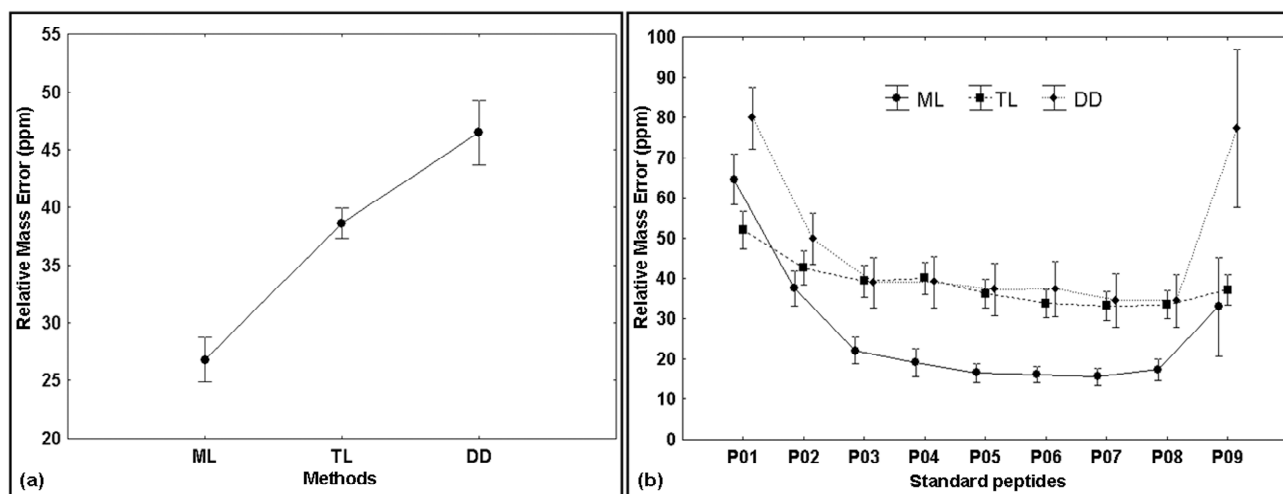 55
50
45
40
35
30
25
20
Relative Mass Error (ppm)
ML TL DD
Methods
(a)
100
90
80
70
60
50
40
30
20
10
0
Relative Mass Error (ppm)
ML TL DD
P01 P02 P03 P04 P05 P06 P07 P08 P09
Standard peptides
(b)